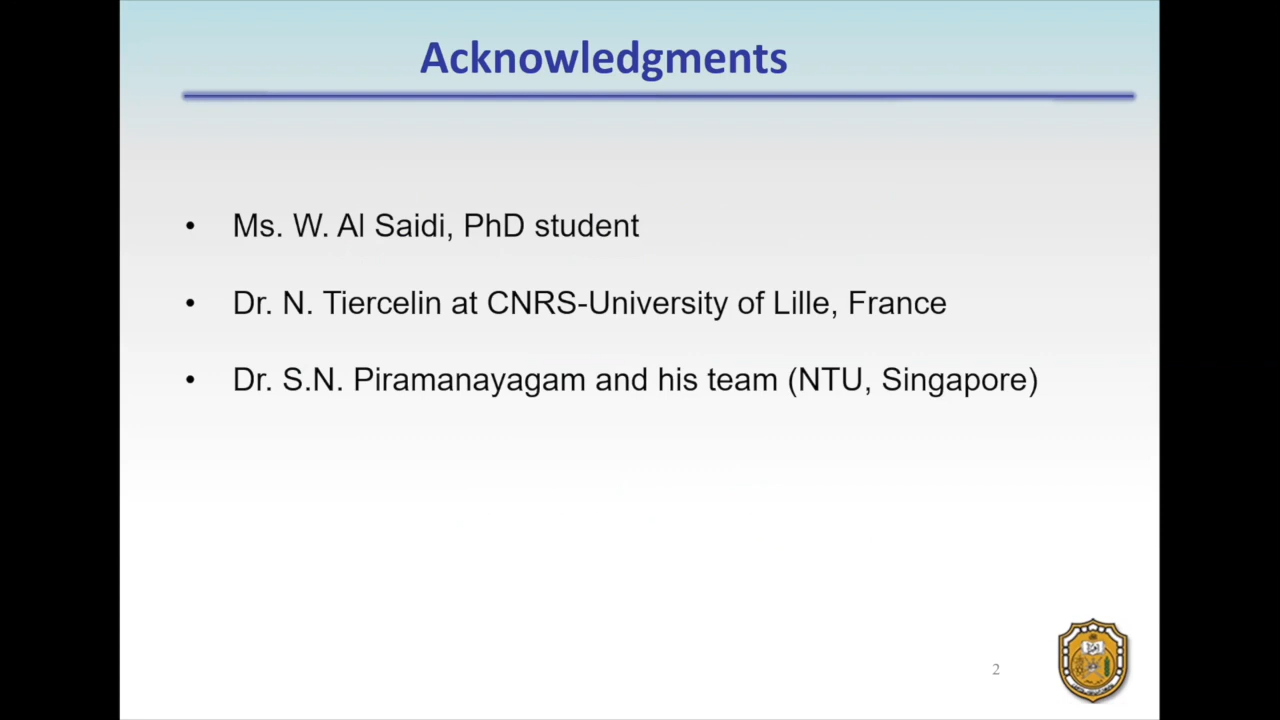 Acknowledgments
• Ms. W. Al Saidi, PhD student
• Dr. N. Tiercelin at CNRS-University of Lille, France
• Dr. S.N. Piramanayagam and his team (NTU, Singapore)
2